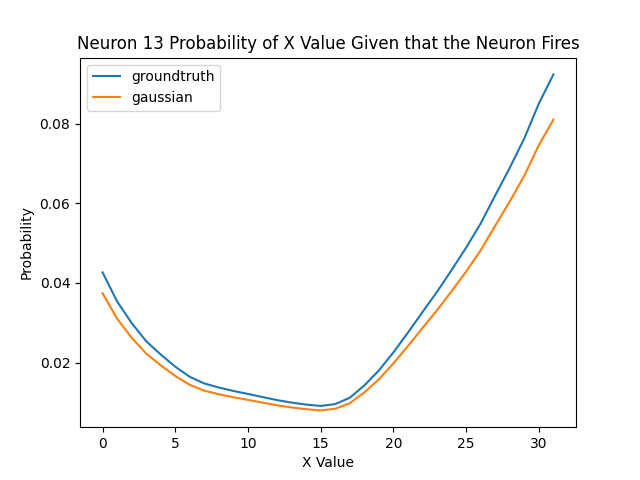 Neuron 13 Probability of X Value Given that the Neuron Fires
groundtruth
gaussian
0.08
0.06
0.04
0.02
Probability
0 5 10 15 20 25 30
X Value